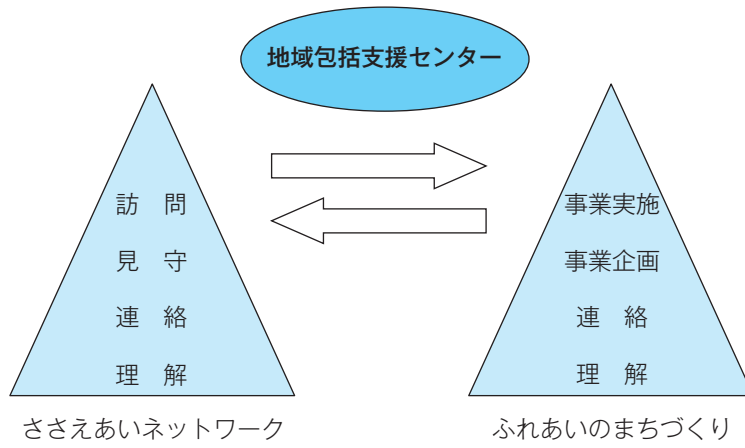 地域包括支援センター
訪　問
見　守
連　絡
理　解
ささえあいネットワーク
事業実施
事業企画
連　絡
理　解
ふれあいのまちづくり